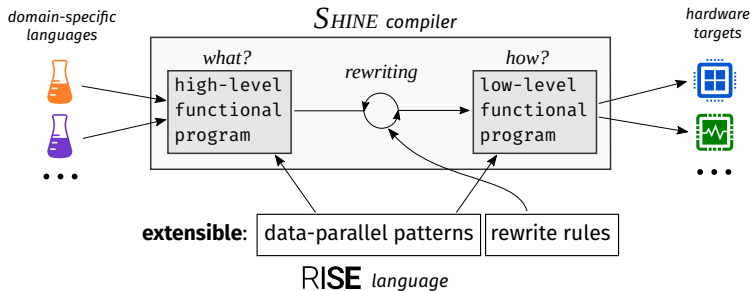 domain-specific
languages
SHINE compiler
hardware
targets
what?
high-level
functional
program
rewriting
how?
low-level
functional
program
extensible:
data-parallel patterns
rewrite rules
RISE language